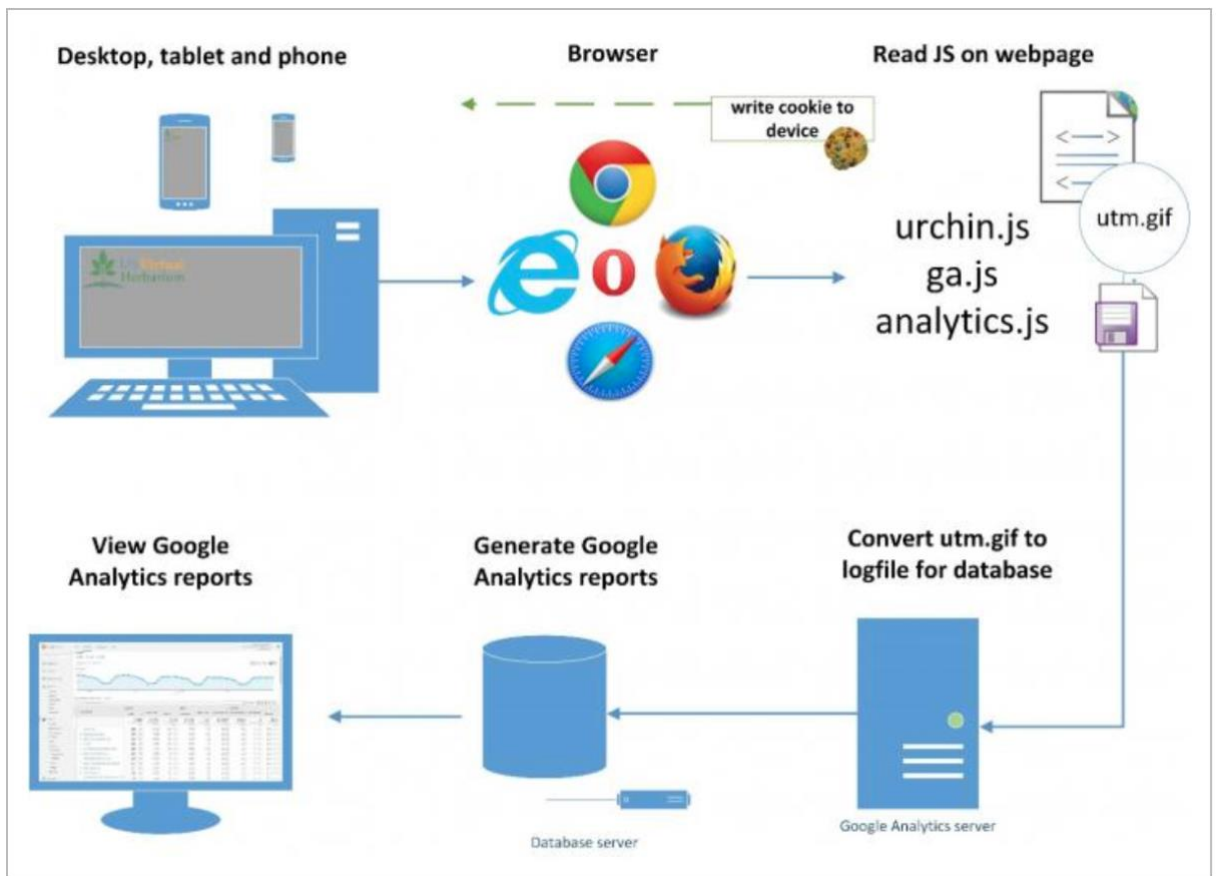 Desktop, tablet and phone
Browser
Read JS on webpage
write cookie to
device
utm.gif
urchin.js
ga.js
analytics.js
Virtual
Herbarium
View Google
Analytics reports
Generate Google
Analytics reports
Convert utm.gif to
logfile for database
Database server
Google Analytics server